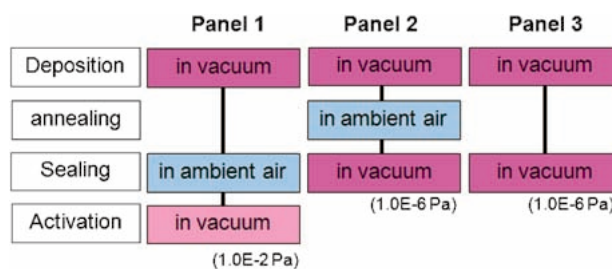 Panel 1 Panel 2 Panel 3
Deposition in vacuum in vacuum in vacuum
annealing in ambient air
Sealing in ambient air in vacuum in vacuum
(1.0E-6 Pa) (1.0E-6 Pa)
Activation in vacuum
(1.0E-2 Pa)